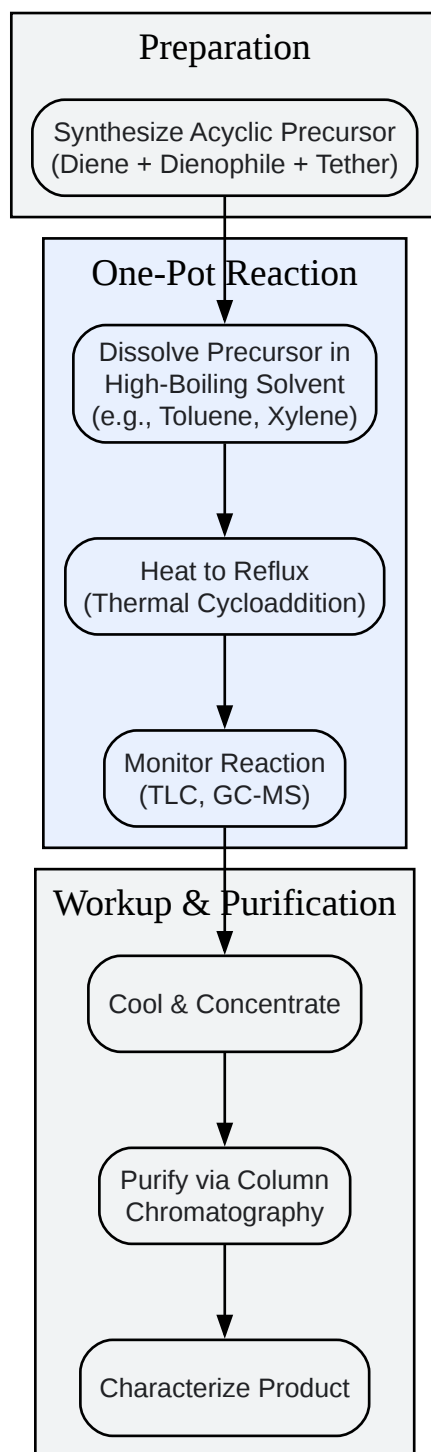 Preparation
Synthesize Acyclic Precursor
(Diene + Dienophile + Tether)
One-Pot Reaction
Dissolve Precursor in
High-Boiling Solvent
(e.g., Toluene, Xylene)
Heat to Reflux
(Thermal Cycloaddition)
Monitor Reaction
(TLC, GC-MS)
Workup & Purification
Cool & Concentrate
Purify via Column
Chromatography
Characterize Product